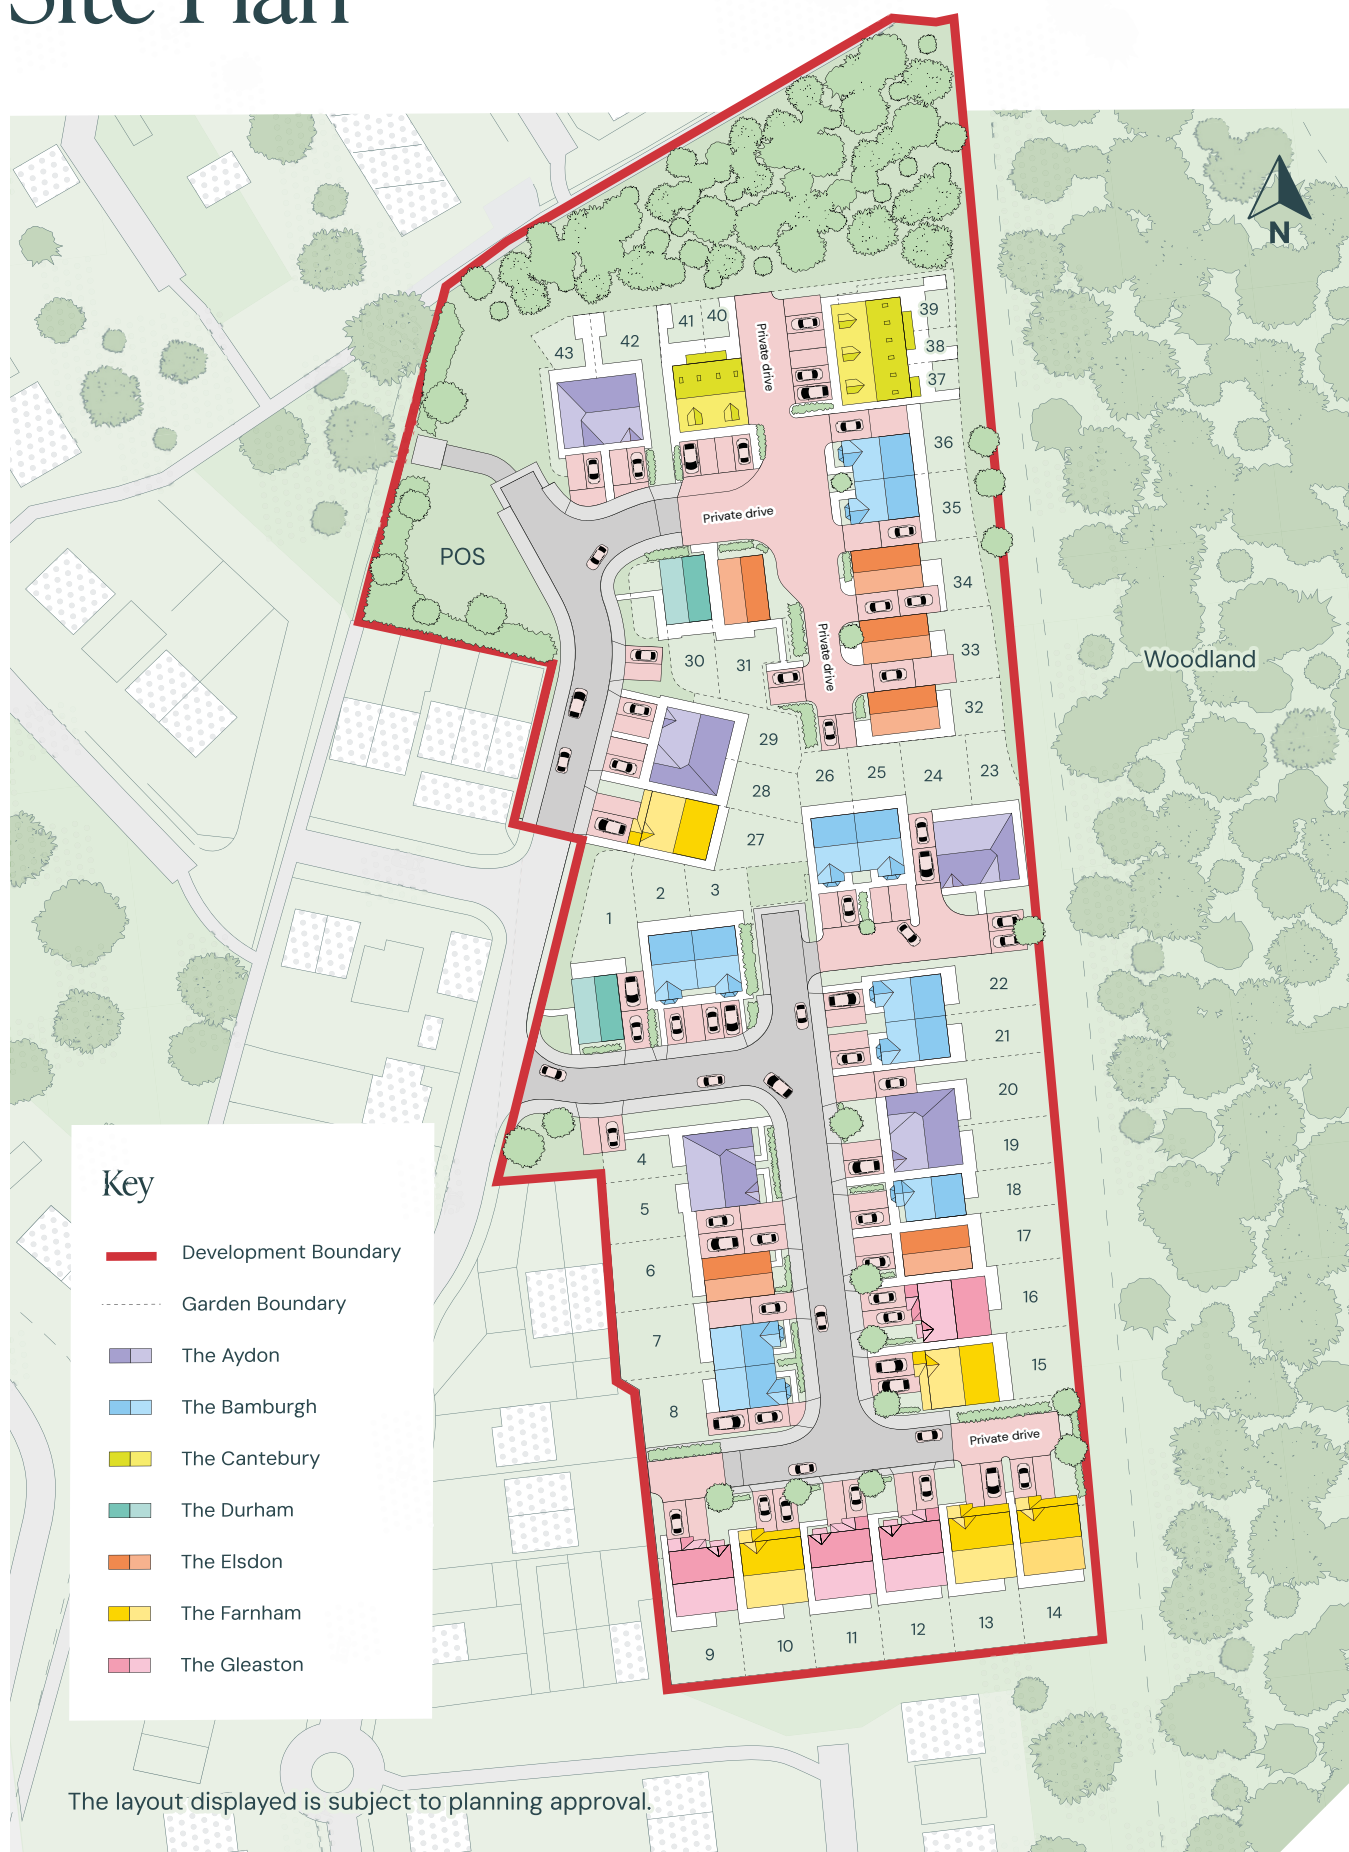 Site Plan
N
39
41
40
38
42
43
Private drive
37
36
35
Private drive
POS
34
33
30
31
Private drive
Woodland
32
29
26
25
24
23
28
27
2
3
1
22
21
20
4
19
18
5
17
6
16
7
15
8
Private drive
14
13
12
11
10
9
Key
Development Boundary
Garden Boundary
The Aydon
The Bamburgh
The Cantebury
The Durham
The Elsdon
The Farnham
The Gleaston
The layout displayed is subject to planning approval.